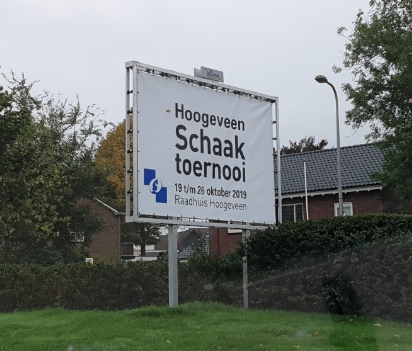 Hoogeveen
Schaak
toernooi
19 t/m 26 oktober 2019
Raadhuis Hoogeveen